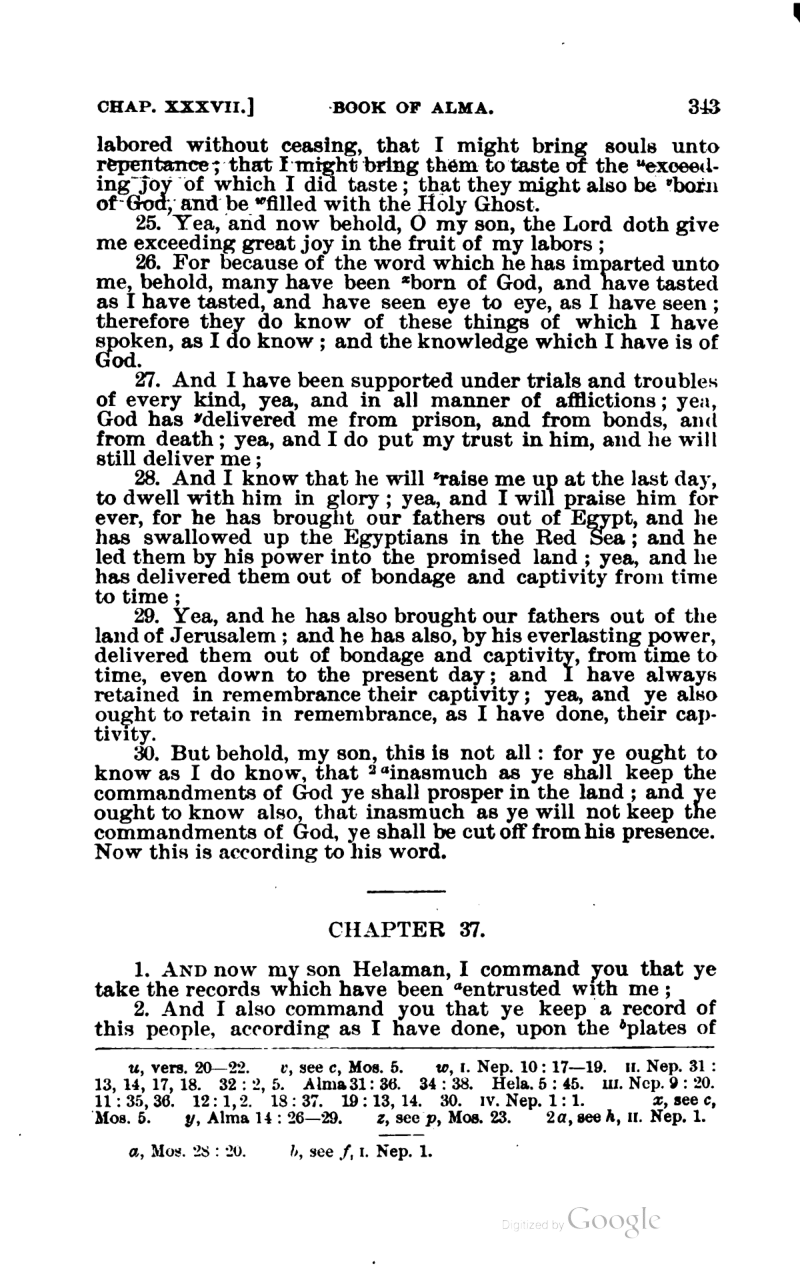 CHAP. XXXVII.] BOOK OF ALMA. 343
labored without ceasing, that I might bring souls unto
repentance; that I might bring them to taste of the ᵘexceed-
ing joy of which I did taste; that they might also be ᵛborn
of God, and be ʷfilled with the Holy Ghost.
25. Yea, and now behold, O my son, the Lord doth give
me exceeding great joy in the fruit of my labors;
26. For because of the word which he has imparted unto
me, behold, many have been ˣborn of God, and have tasted
as I have tasted, and have seen eye to eye, as I have seen;
therefore they do know of these things of which I have
spoken, as I do know; and the knowledge which I have is of
God.
27. And I have been supported under trials and troubles
of every kind, yea, and in all manner of afflictions; yea,
God has ʸdelivered me from prison, and from bonds, and
from death; yea, and I do put my trust in him, and he will
still deliver me;
28. And I know that he will ᶻraise me up at the last day,
to dwell with him in glory; yea, and I will praise him for
ever, for he has brought our fathers out of Egypt, and he
has swallowed up the Egyptians in the Red Sea; and he
led them by his power into the promised land; yea, and he
has delivered them out of bondage and captivity from time
to time;
29. Yea, and he has also brought our fathers out of the
land of Jerusalem; and he has also, by his everlasting power,
delivered them out of bondage and captivity, from time to
time, even down to the present day; and I have always
retained in remembrance their captivity; yea, and ye also
ought to retain in remembrance, as I have done, their cap-
tivity.
30. But behold, my son, this is not all: for ye ought to
know as I do know, that ² ᵃinasmuch as ye shall keep the
commandments of God ye shall prosper in the land; and ye
ought to know also, that inasmuch as ye will not keep the
commandments of God, ye shall be cut off from his presence.
Now this is according to his word.
CHAPTER 37.
1. AND now my son Helaman, I command you that ye
take the records which have been ᵃentrusted with me;
2. And I also command you that ye keep a record of
this people, according as I have done, upon the ᵇplates of
u, vers. 20—22. v, see c, Mos. 5. w, I. Nep. 10:17—19. II. Nep. 31:
13, 14, 17, 18. 32:2, 5. Alma 31:36. 34:38. Hela. 5:45. III. Nep. 9:20.
11:35, 36. 12:1, 2. 18:37. 19:13, 14. 30. IV. Nep. 1:1. x, see c,
Mos. 5. y, Alma 14:26—29. z, see p, Mos. 23. 2a, see h, II. Nep. 1.
a, Mos. 28:20. b, see f, I. Nep. 1.
Digitized by Google